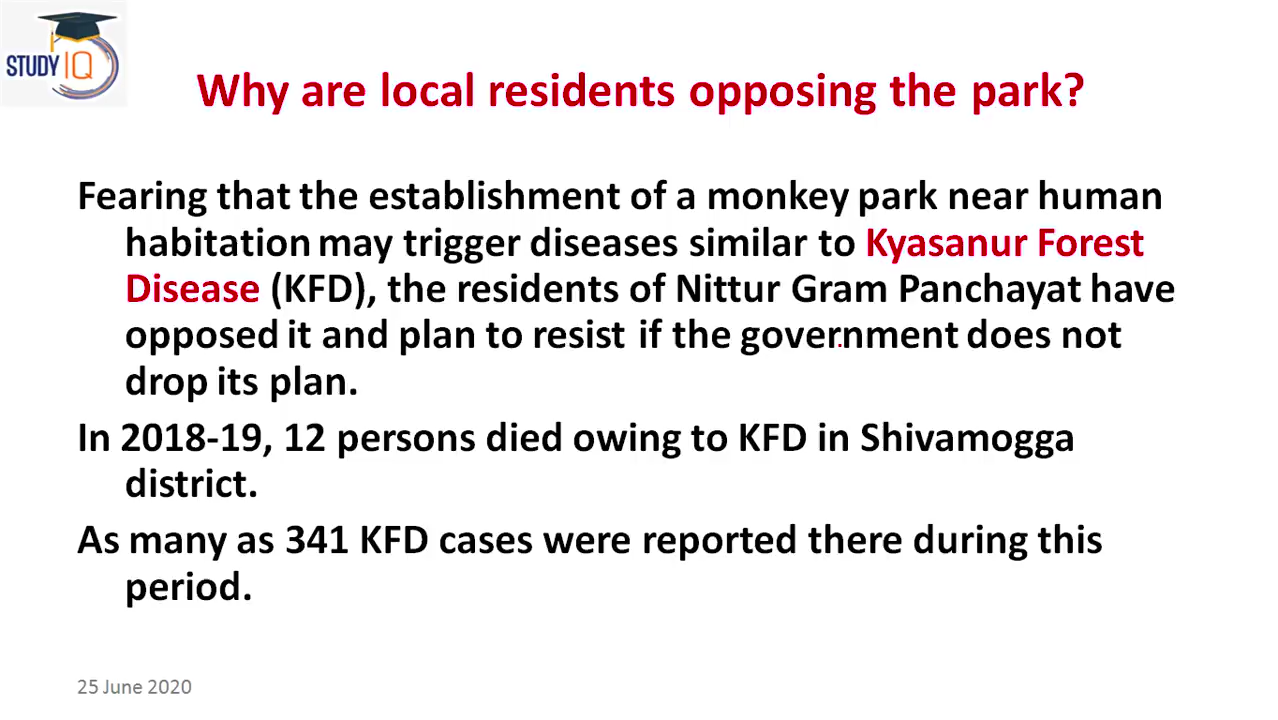 STUDY IQ
Why are local residents opposing the park?
Fearing that the establishment of a monkey park near human
habitation may trigger diseases similar to Kyasanur Forest
Disease (KFD), the residents of Nittur Gram Panchayat have
opposed it and plan to resist if the government does not
drop its plan.
In 2018-19, 12 persons died owing to KFD in Shivamogga
district.
As many as 341 KFD cases were reported there during this
period.
25 June 2020